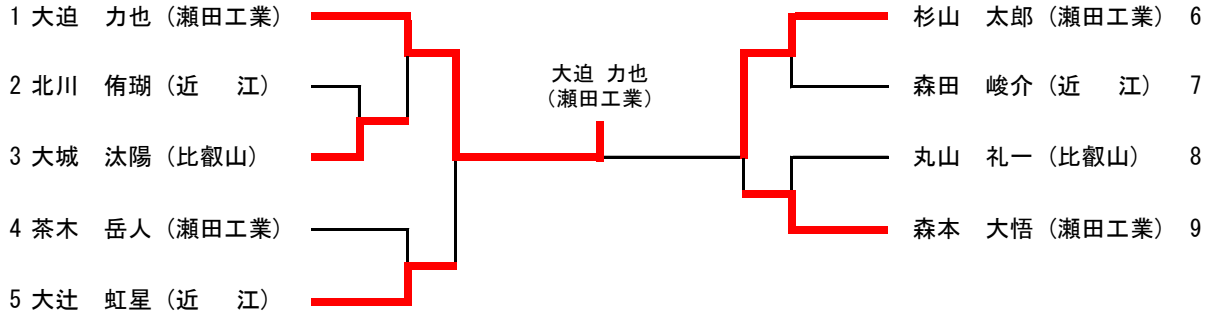 1 大迫　力也（瀬田工業）
2 北川　侑瑚（近　江）
3 大城　汰陽（比叡山）
4 茶木　岳人（瀬田工業）
5 大辻　虹星（近　江）
大迫 力也
（瀬田工業）
杉山　太郎（瀬田工業） 6
森田　峻介（近　江） 7
丸山　礼一（比叡山） 8
森本　大悟（瀬田工業） 9